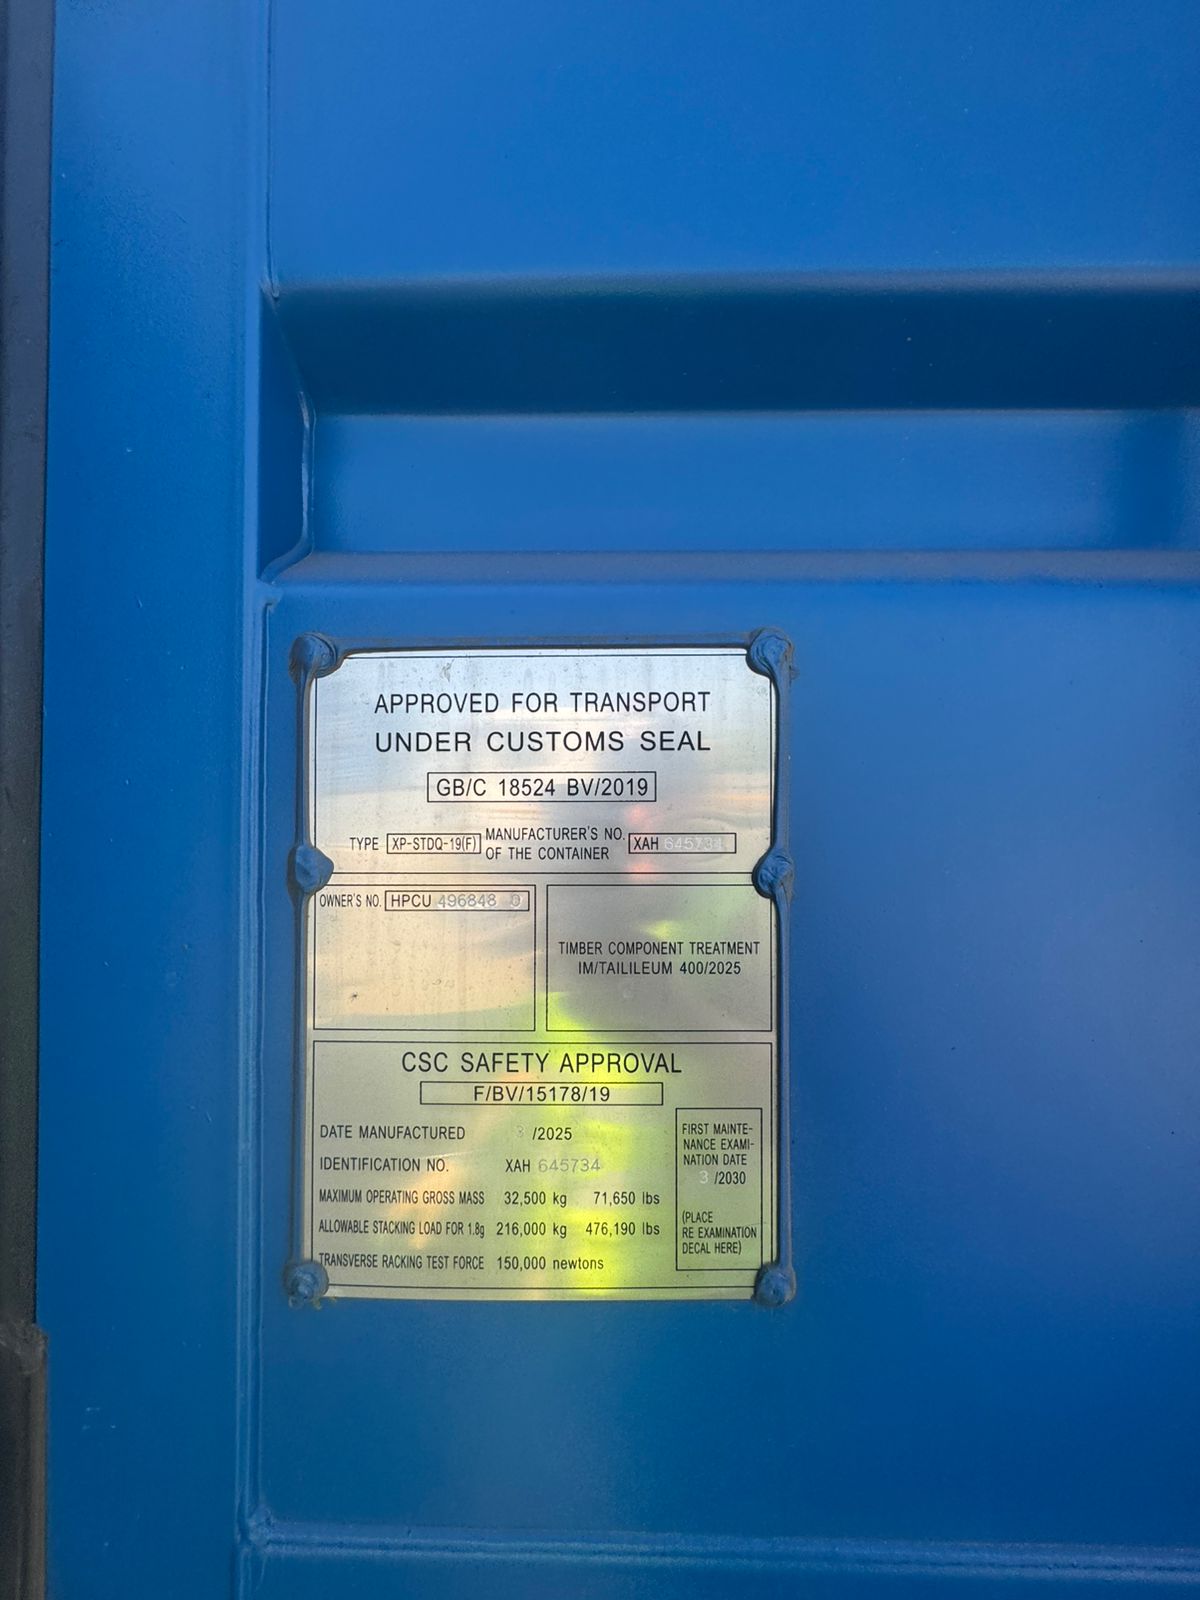 APPROVED FOR TRANSPORT
UNDER CUSTOMS SEAL
GB/C 18524 BV/2019
TYPE XP-STDQ-19(F) MANUFACTURER'S NO. OF THE CONTAINER XAH 645734
OWNER'S NO. HPCU 496848 0
TIMBER COMPONENT TREATMENT
IM/TAILILEUM 400/2025
CSC SAFETY APPROVAL
F/BV/15178/19
DATE MANUFACTURED 3 /2025
IDENTIFICATION NO. XAH 645734
MAXIMUM OPERATING GROSS MASS 32,500 kg 71,650 lbs
ALLOWABLE STACKING LOAD FOR 1.8g 216,000 kg 476,190 lbs
TRANSVERSE RACKING TEST FORCE 150,000 newtons
FIRST MAINTE-
NANCE EXAMI-
NATION DATE
3 /2030
(PLACE
RE EXAMINATION
DECAL HERE)